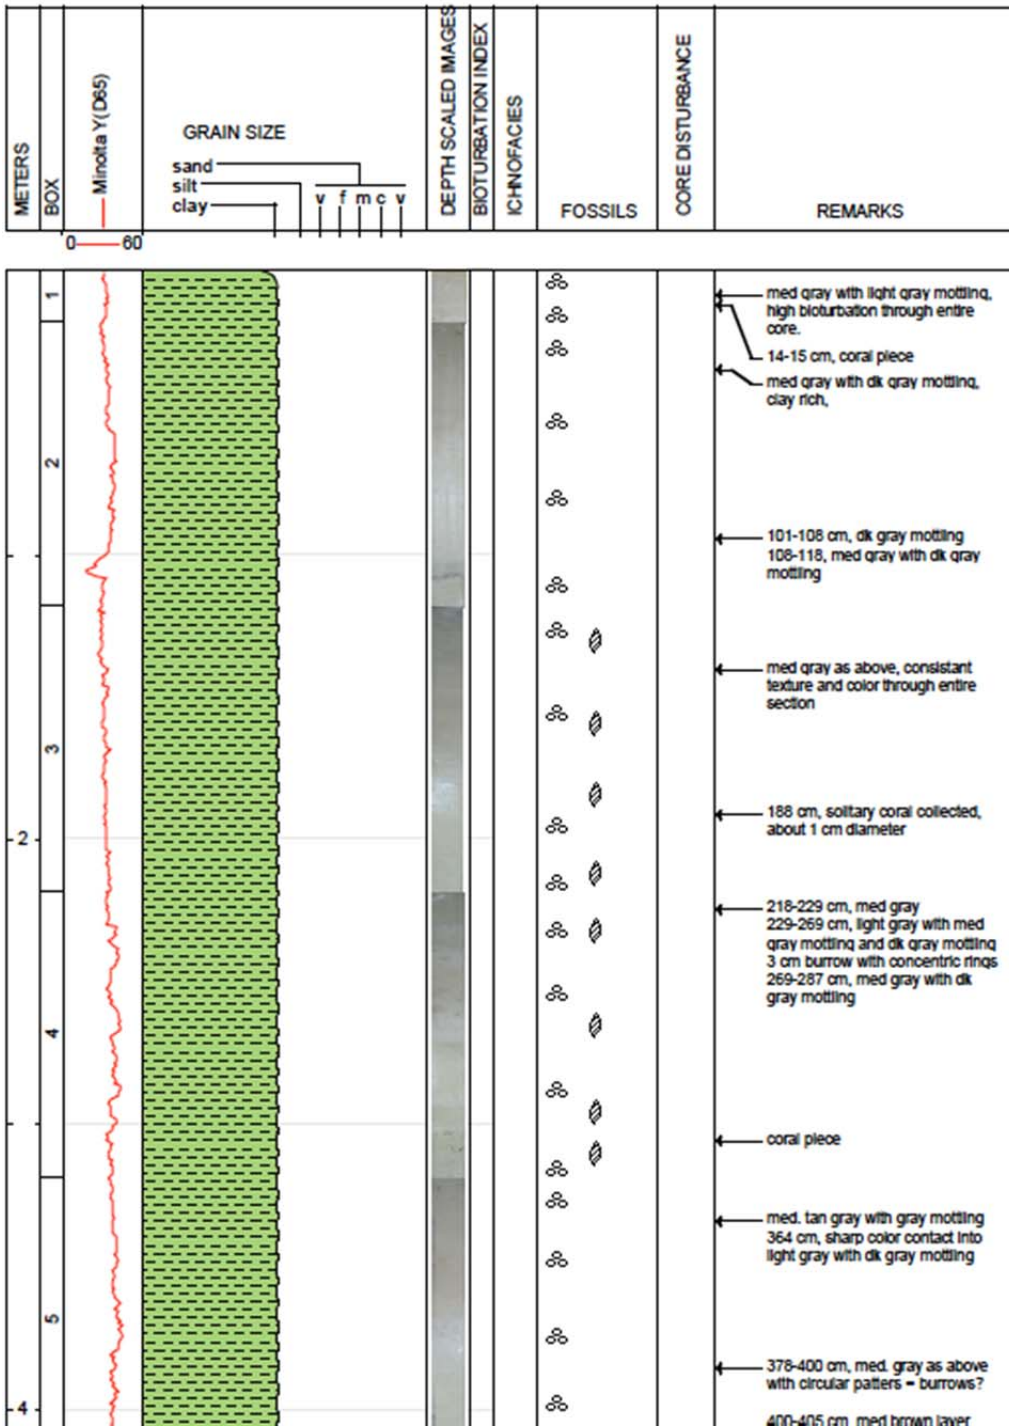 METERS
BOX
Minolta Y(D65)
GRAIN SIZE
sand
silt
clay
v f m c v
DEPTH SCALED IMAGES
BIOTURBATION INDEX
ICHNOFACIES
FOSSILS
CORE DISTURBANCE
REMARKS
0 60
1
med gray with light gray mottling,
high bioturbation through entire
core.
14-15 cm, coral piece
med gray with dk gray mottling,
clay rich,
2
101-108 cm, dk gray mottling
108-118, med gray with dk gray
mottling
med gray as above, consistant
texture and color through entire
section
3
188 cm, solitary coral collected,
about 1 cm diameter
2
218-229 cm, med gray
229-269 cm, light gray with med
gray mottling and dk gray mottling
3 cm burrow with concentric rings
269-287 cm, med gray with dk
gray mottling
4
coral piece
med. tan gray with gray mottling
364 cm, sharp color contact into
light gray with dk gray mottling
5
378-400 cm, med. gray as above
with circular patters = burrows?
4
400-405 cm, med brown layer